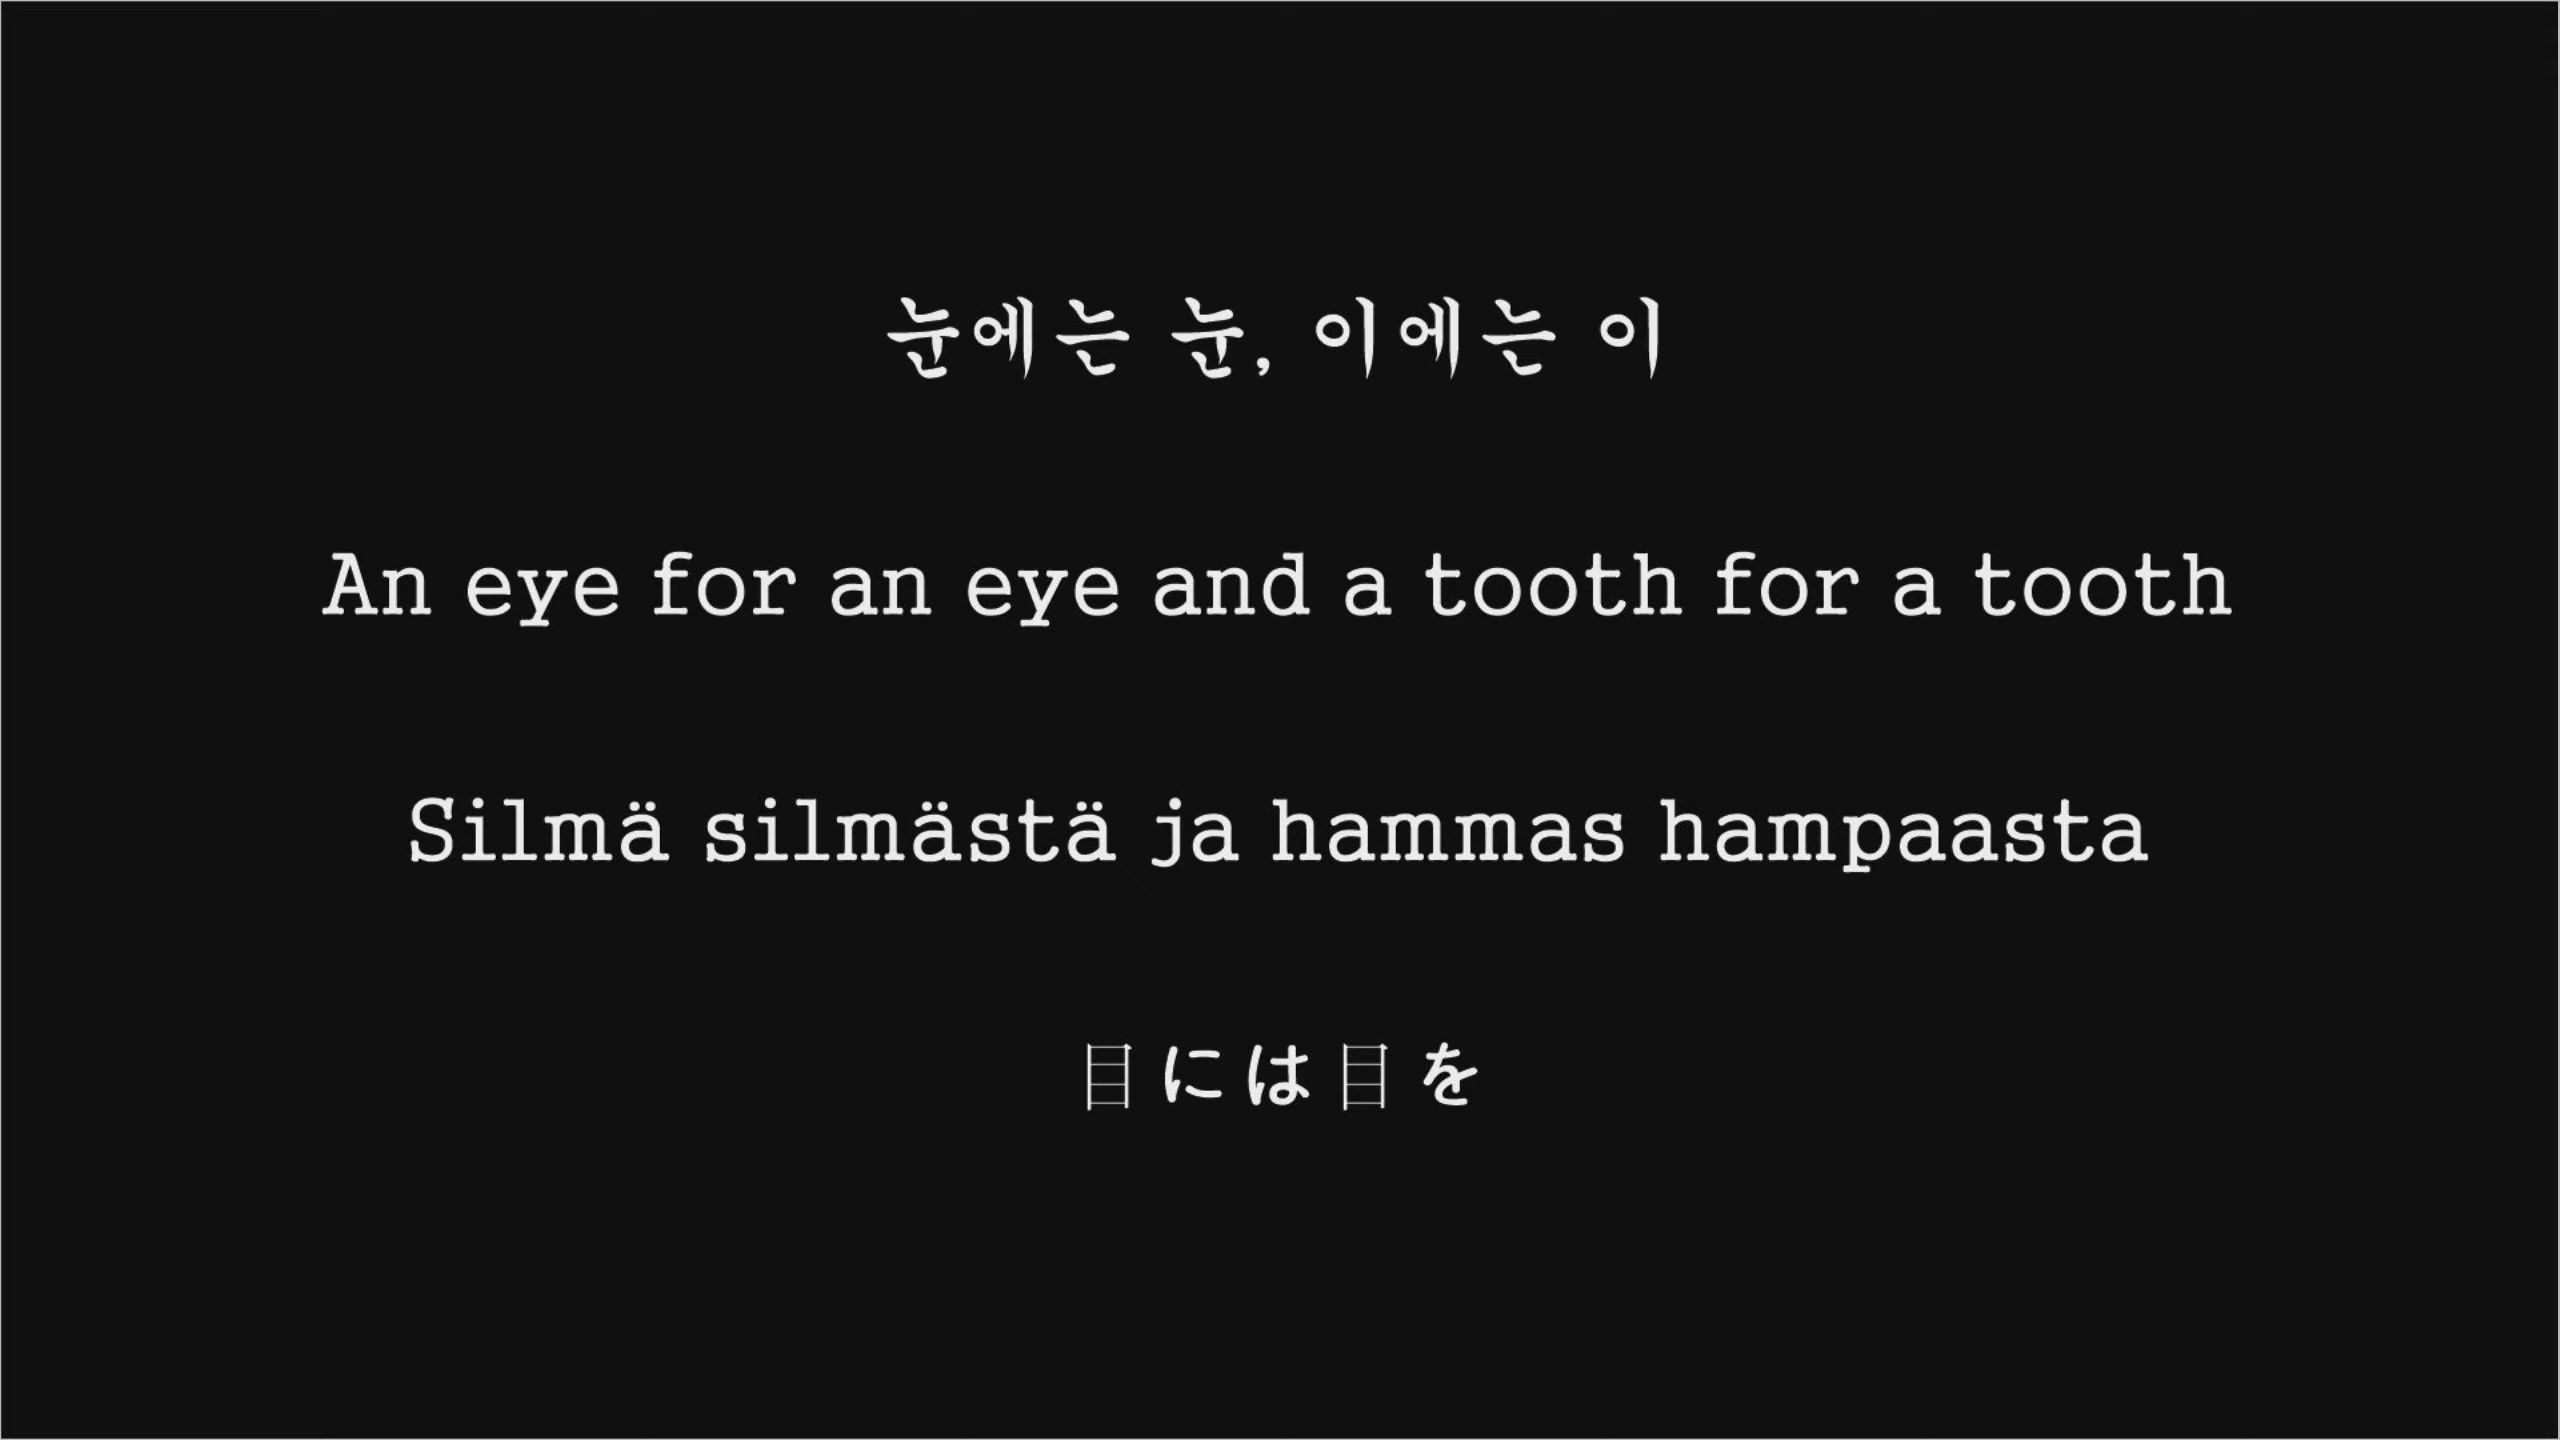 눈에는 눈, 이에는 이
An eye for an eye and a tooth for a tooth
Silmä silmästä ja hammas hampaasta
目には目を